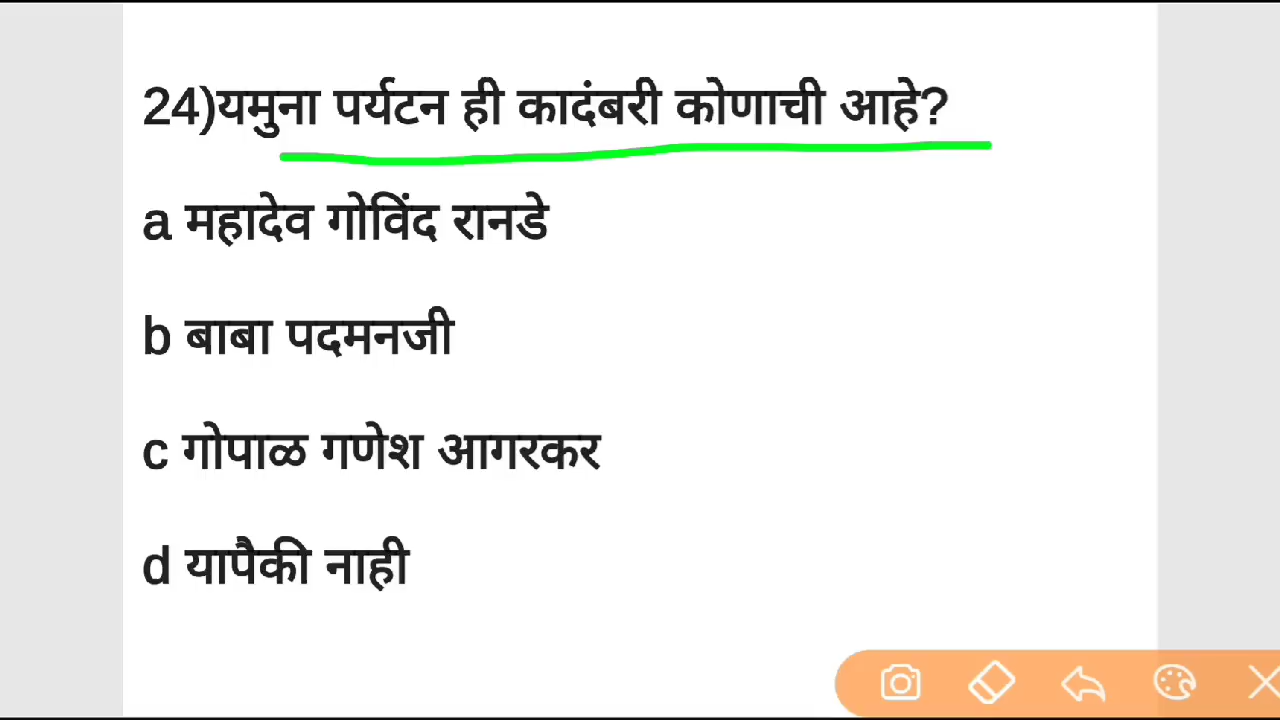 24)यमुना पर्यटन ही कादंबरी कोणाची आहे?
a महादेव गोविंद रानडे
b बाबा पदमनजी
c गोपाळ गणेश आगरकर
d यापैकी नाही